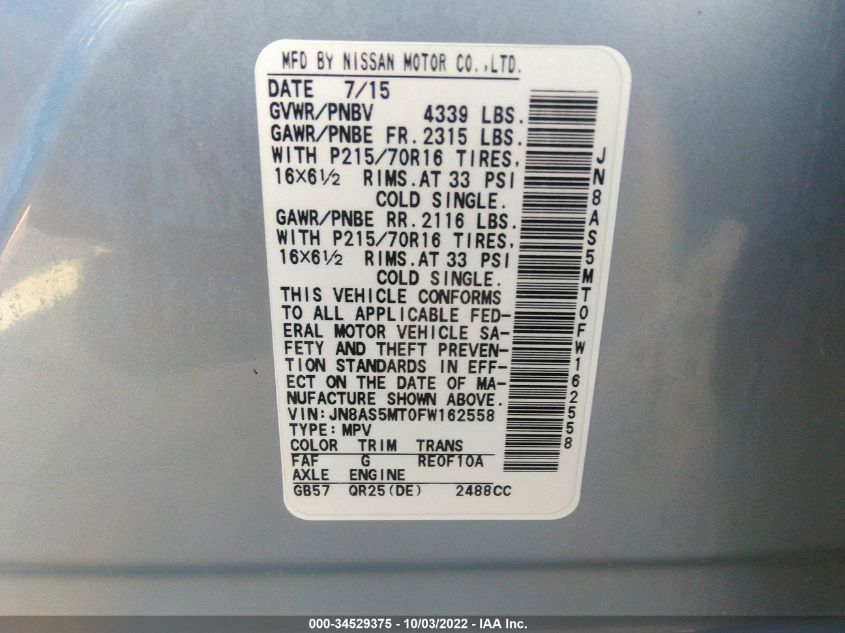 MFD BY NISSAN MOTOR CO.,LTD.
DATE 7/15
GVWR/PNBV 4339 LBS.
GAWR/PNBE FR.2315 LBS.
WITH P215/70R16 TIRES,
16×6½ RIMS.AT 33 PSI
COLD SINGLE.
GAWR/PNBE RR.2116 LBS.
WITH P215/70R16 TIRES,
16×6½ RIMS.AT 33 PSI
COLD SINGLE.
THIS VEHICLE CONFORMS
TO ALL APPLICABLE FED-
ERAL MOTOR VEHICLE SA-
FETY AND THEFT PREVEN-
TION STANDARDS IN EFF-
ECT ON THE DATE OF MA-
NUFACTURE SHOWN ABOVE.
VIN:JN8AS5MT0FW162558
TYPE:MPV
COLOR TRIM TRANS
FAF G RE0F10A
AXLE ENGINE
GB57 QR25(DE) 2488CC
JN8AS5MT0FW162558
000-34529375 - 10/03/2022 - IAA Inc.